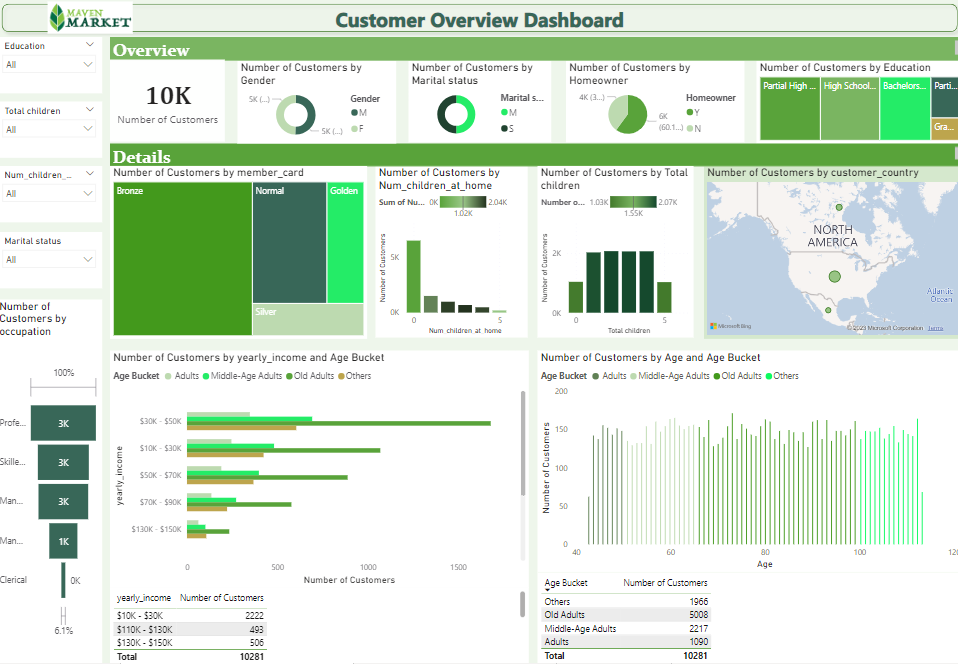 MAVEN
MARKET
Customer Overview Dashboard
Education
All
Total children
All
Num_children_...
All
Marital status
All
Number of
Customers by
occupation
100%
Profe...
3K
Skille...
3K
Man...
3K
Man...
1K
Clerical
0K
6.1%
Overview
10K
Number of Customers
Number of Customers by
Gender
5K (...)
5K (...)
Gender
M
F
Number of Customers by
Marital status
Marital s...
M
S
Number of Customers by
Homeowner
4K (3...)
6K
(60.1...)
Homeowner
Y
N
Number of Customers by Education
Partial High ...
High School...
Bachelors...
Parti...
Gra...
Details
Number of Customers by member_card
Bronze
Normal
Golden
Silver
Number of Customers by
Num_children_at_home
Sum of Nu...
0K
2.04K
1.02K
Number of Customers
5K
0K
0
5
Num_children_at_home
Number of Customers by Total
children
Number o...
1.03K
2.07K
1.55K
Number of Customers
2K
0K
0
5
Total children
Number of Customers by customer_country
NORTH
AMERICA
Atlantic
Ocean
Microsoft Bing
© 2023 Microsoft Corporation Terms
Number of Customers by yearly_income and Age Bucket
Age Bucket
Adults
Middle-Age Adults
Old Adults
Others
yearly_income
$30K - $50K
$10K - $30K
$50K - $70K
$70K - $90K
$130K - $150K
0
500
1000
1500
Number of Customers
yearly_income Number of Customers
$10K - $30K 2222
$110K - $130K 493
$130K - $150K 506
Total 10281
Number of Customers by Age and Age Bucket
Age Bucket
Adults
Middle-Age Adults
Old Adults
Others
Number of Customers
200
150
100
50
0
40
60
80
100
Age
Age Bucket Number of Customers
Others 1966
Old Adults 5008
Middle-Age Adults 2217
Adults 1090
Total 10281